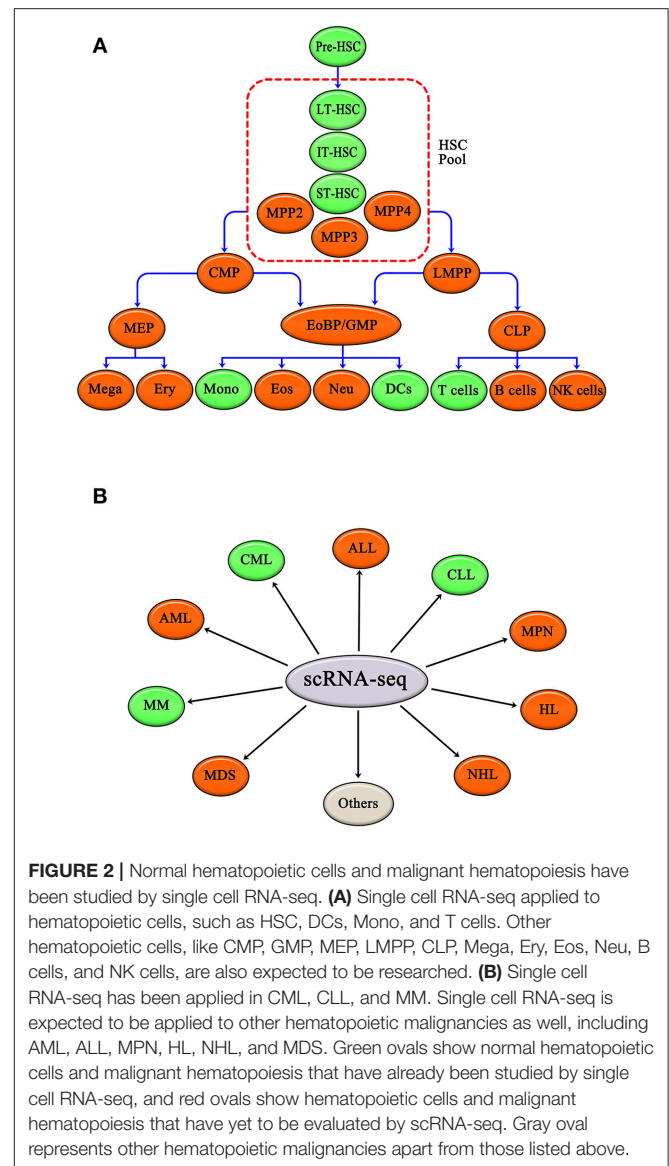 A
Pre-HSC
LT-HSC
IT-HSC
HSC
Pool
ST-HSC
MPP2
MPP4
MPP3
CMP
LMPP
MEP
EoBP/GMP
CLP
Mega
Ery
Mono
Eos
Neu
DCs
T cells
B cells
NK cells
B
ALL
CML
CLL
AML
MPN
scRNA-seq
MM
HL
MDS
NHL
Others
FIGURE 2 | Normal hematopoietic cells and malignant hematopoiesis have
been studied by single cell RNA-seq. (A) Single cell RNA-seq applied to
hematopoietic cells, such as HSC, DCs, Mono, and T cells. Other
hematopoietic cells, like CMP, GMP, MEP, LMPP, CLP, Mega, Ery, Eos, Neu, B
cells, and NK cells, are also expected to be researched. (B) Single cell
RNA-seq has been applied in CML, CLL, and MM. Single cell RNA-seq is
expected to be applied to other hematopoietic malignancies as well, including
AML, ALL, MPN, HL, NHL, and MDS. Green ovals show normal hematopoietic
cells and malignant hematopoiesis that have already been studied by single
cell RNA-seq, and red ovals show hematopoietic cells and malignant
hematopoiesis that have yet to be evaluated by scRNA-seq. Gray oval
represents other hematopoietic malignancies apart from those listed above.